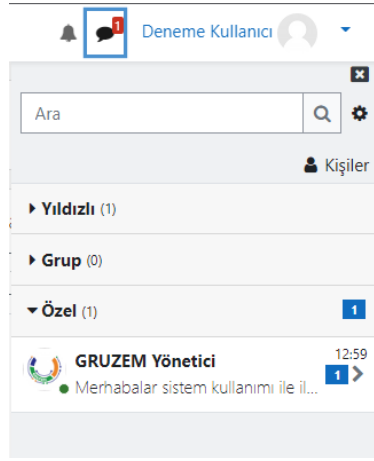 1
Deneme Kullanıcı
Ara
Kişiler
Yıldızlı (1)
Grup (0)
Özel (1) 1
GRUZEM Yönetici 12:59
Merhabalar sistem kullanımı ile il... 1